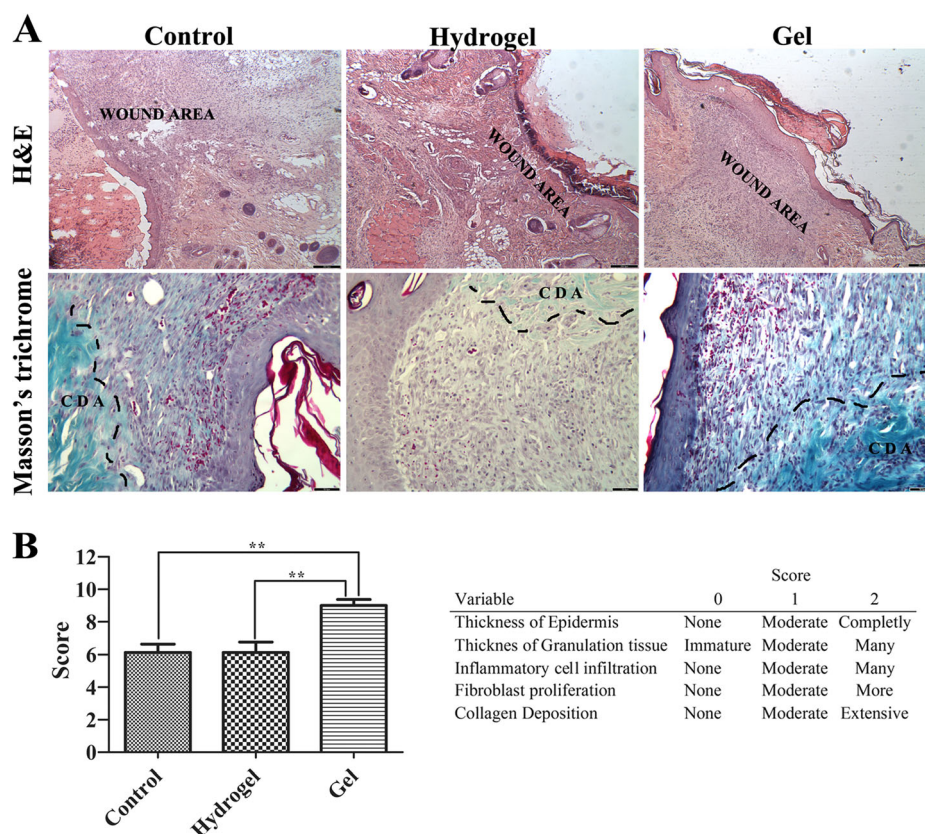 A
Control Hydrogel Gel
H&E
WOUND AREA
WOUND AREA
WOUND AREA
Masson's trichrome
C D A
C D A
C D A
B
**
**
12
10
8
6
4
2
0
Score
Control
Hydrogel
Gel
Score
Variable 0 1 2
Thickness of Epidermis None Moderate Completly
Thicknes of Granulation tissue Immature Moderate Many
Inflammatory cell infiltration None Moderate Many
Fibroblast proliferation None Moderate More
Collagen Deposition None Moderate Extensive